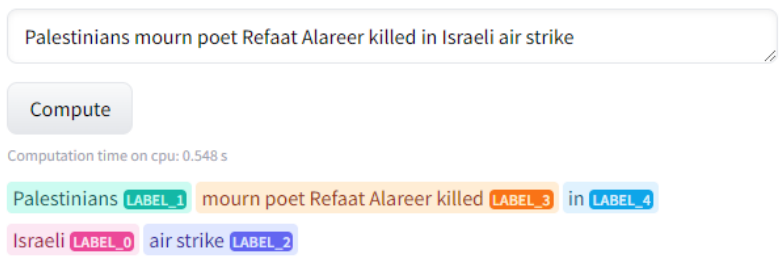 Palestinians mourn poet Refaat Alareer killed in Israeli air strike
Compute
Computation time on cpu: 0.548 s
Palestinians LABEL_1 mourn poet Refaat Alareer killed LABEL_3 in LABEL_4
Israeli LABEL_0 air strike LABEL_2